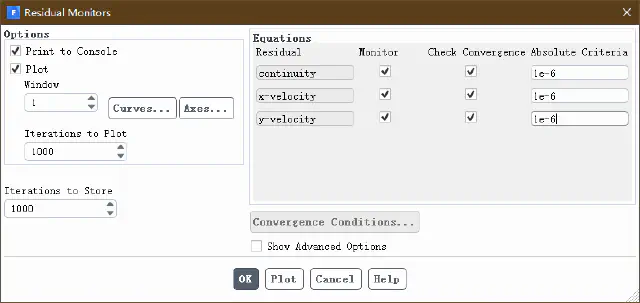 Residual Monitors
Options
Print to Console
Plot
Window
1
Curves...
Axes...
Iterations to Plot
1000
Iterations to Store
1000
Equations
Residual Monitor Check Convergence Absolute Criteria
continuity 1e-6
x-velocity 1e-6
y-velocity 1e-6
Convergence Conditions...
Show Advanced Options
OK Plot Cancel Help